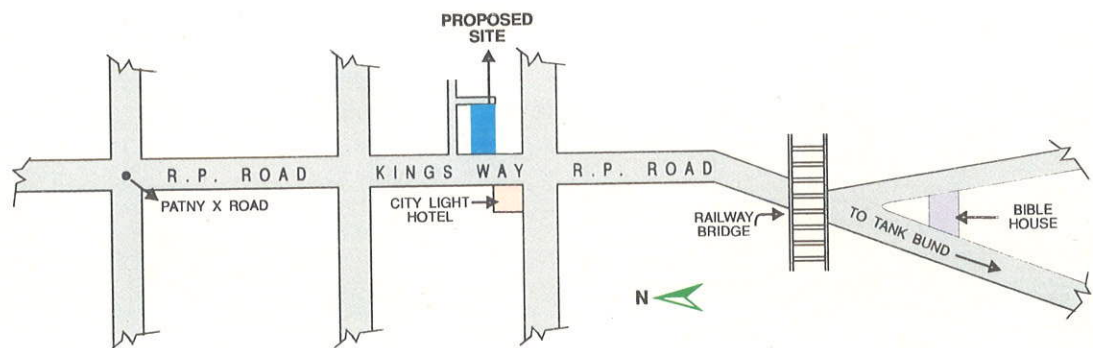 PROPOSED
SITE
R.P. ROAD
KINGS WAY
R.P. ROAD
PATNY X ROAD
CITY LIGHT
HOTEL
RAILWAY
BRIDGE
TO TANK BUND
BIBLE
HOUSE
N